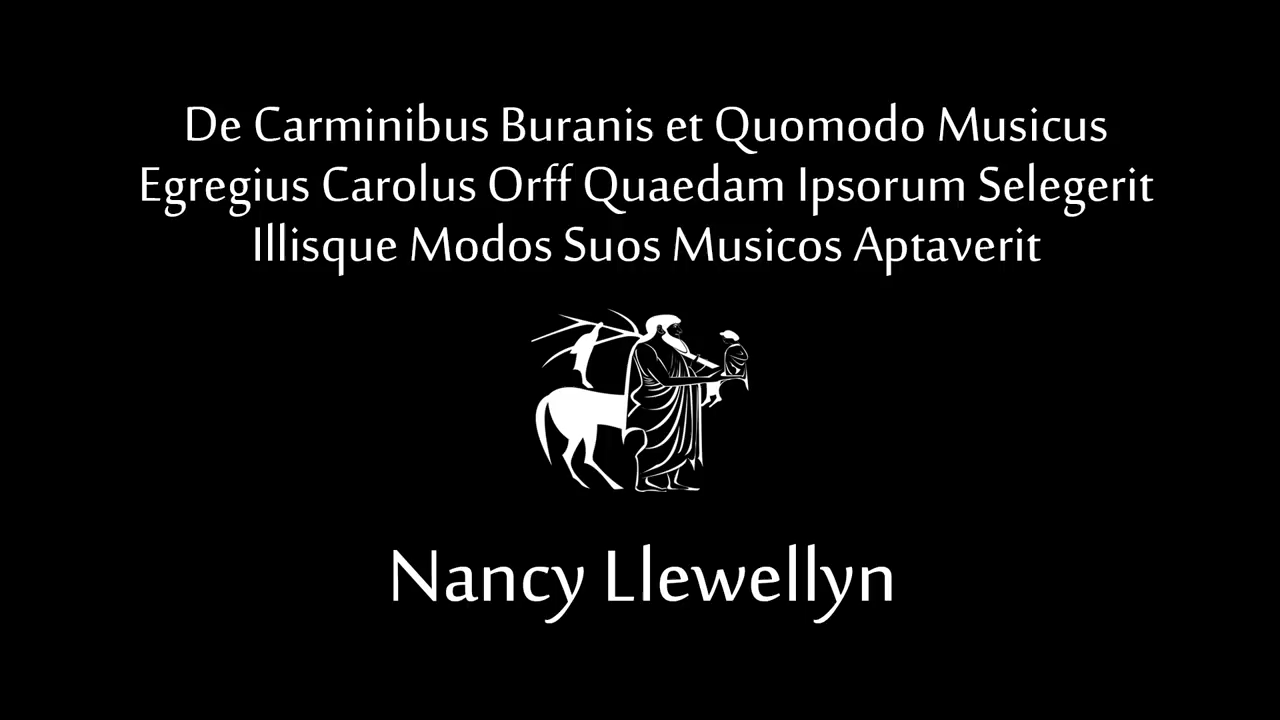 De Carminibus Buranis et Quomodo Musicus
Egregius Carolus Orff Quaedam Ipsorum Selegerit
Illisque Modos Suos Musicos Aptaverit
Nancy Llewellyn